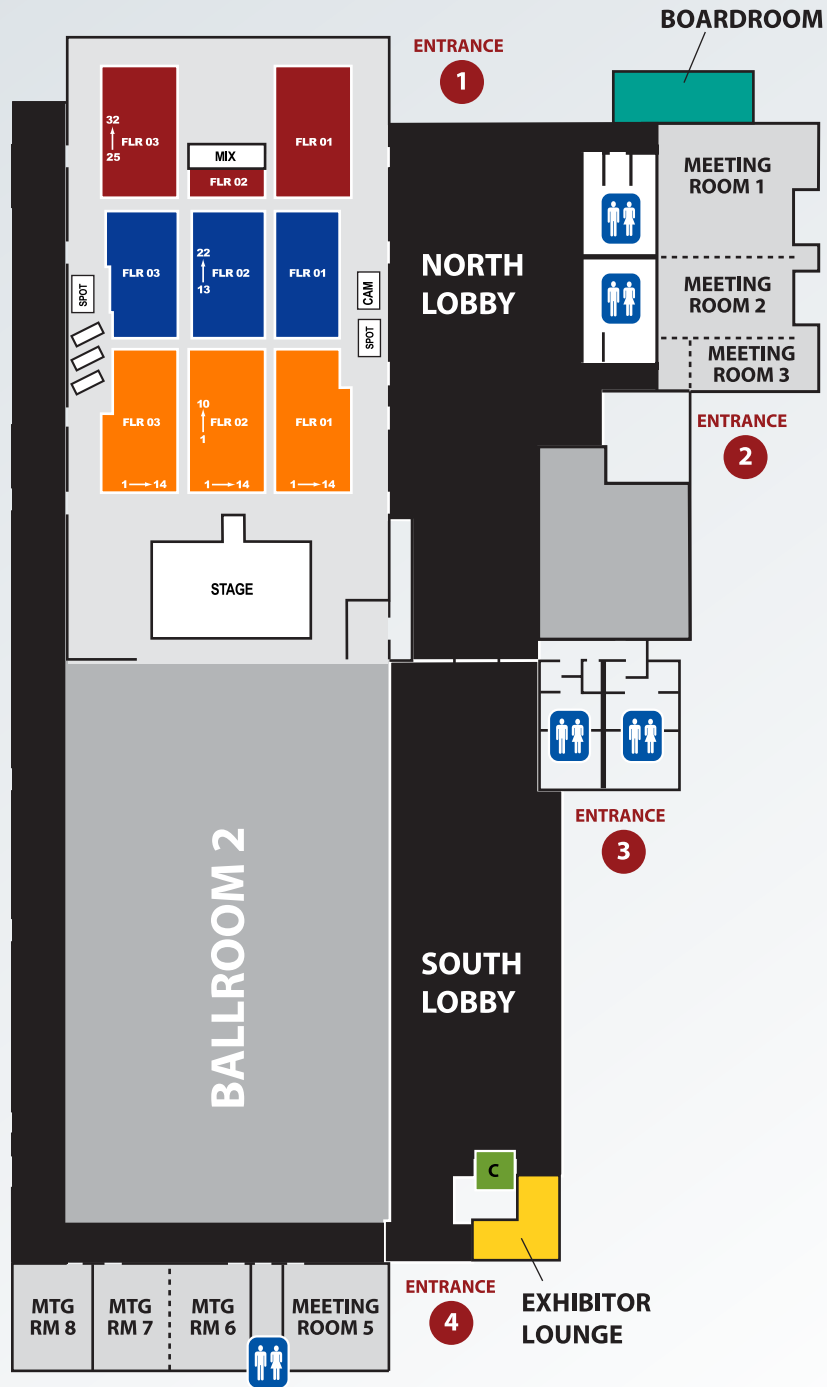 BOARDROOM
ENTRANCE
1
32
25
FLR 03
MIX
FLR 02
FLR 01
MEETING
ROOM 1
FLR 03
22
FLR 02
13
FLR 01
SPOT
CAM
SPOT
NORTH
LOBBY
MEETING
ROOM 2
MEETING
ROOM 3
10
FLR 03
FLR 02
1
FLR 01
1 → 14
1 → 14
1 → 14
ENTRANCE
2
STAGE
ENTRANCE
3
BALLROOM 2
SOUTH
LOBBY
C
ENTRANCE
4
EXHIBITOR
LOUNGE
MTG
RM 8
MTG
RM 7
MTG
RM 6
MEETING
ROOM 5